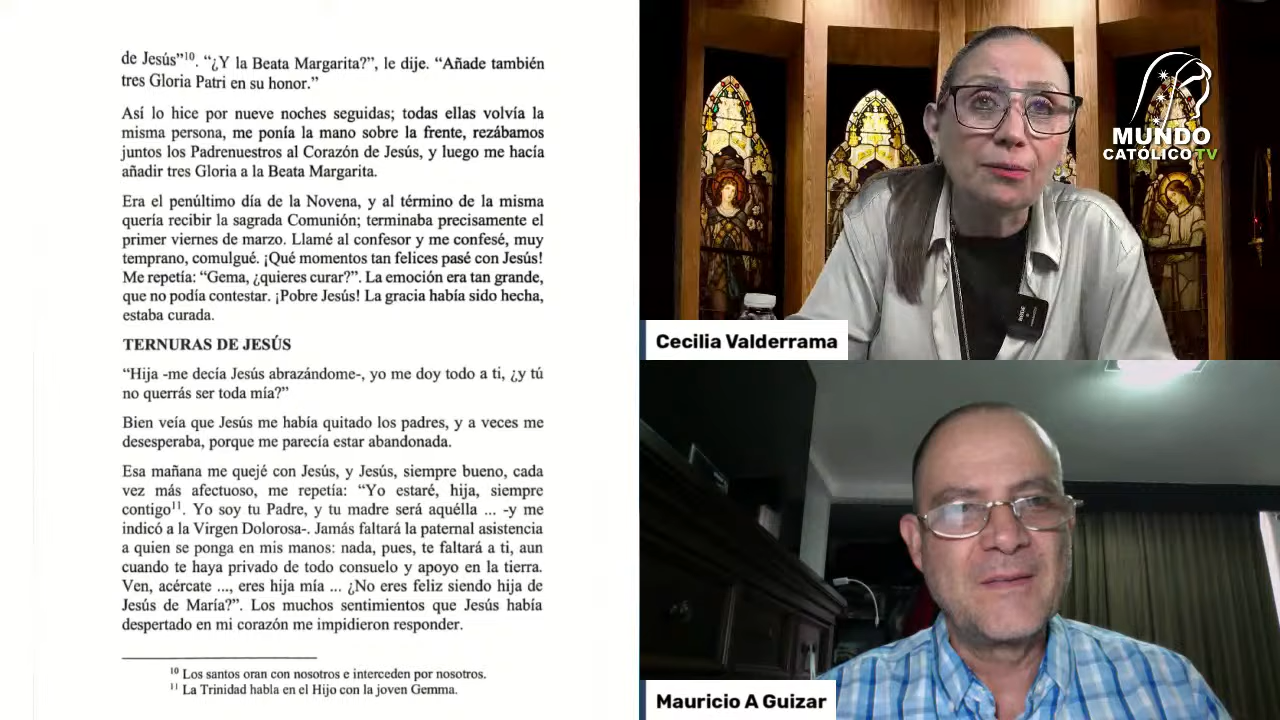 de Jesús”¹⁰. “¿Y la Beata Margarita?”, le dije. “Añade también
tres Gloria Patri en su honor.”
Así lo hice por nueve noches seguidas; todas ellas volvía la
misma persona, me ponía la mano sobre la frente, rezábamos
juntos los Padrenuestros al Corazón de Jesús, y luego me hacía
añadir tres Gloria a la Beata Margarita.
Era el penúltimo día de la Novena, y al término de la misma
quería recibir la sagrada Comunión; terminaba precisamente el
primer viernes de marzo. Llamé al confesor y me confesé, muy
temprano, comulgué. ¡Qué momentos tan felices pasé con Jesús!
Me repetía: “Gema, ¿quieres curar?”. La emoción era tan grande,
que no podía contestar. ¡Pobre Jesús! La gracia había sido hecha,
estaba curada.
TERNURAS DE JESÚS
“Hija -me decía Jesús abrazándome-, yo me doy todo a ti, ¿y tú
no querrás ser toda mía?”
Bien veía que Jesús me había quitado los padres, y a veces me
desesperaba, porque me parecía estar abandonada.
Esa mañana me quejé con Jesús, y Jesús, siempre bueno, cada
vez más afectuoso, me repetía: “Yo estaré, hija, siempre
contigo¹¹. Yo soy tu Padre, y tu madre será aquélla ... -y me
indicó a la Virgen Dolorosa-. Jamás faltará la paternal asistencia
a quien se ponga en mis manos: nada, pues, te faltará a ti, aun
cuando te haya privado de todo consuelo y apoyo en la tierra.
Ven, acércate ..., eres hija mía ... ¿No eres feliz siendo hija de
Jesús de María?”. Los muchos sentimientos que Jesús había
despertado en mi corazón me impidieron responder.
¹⁰ Los santos oran con nosotros e interceden por nosotros.
¹¹ La Trinidad habla en el Hijo con la joven Gemma.
MUNDO
CATÓLICO TV
Cecilia Valderrama
Mauricio A Guizar